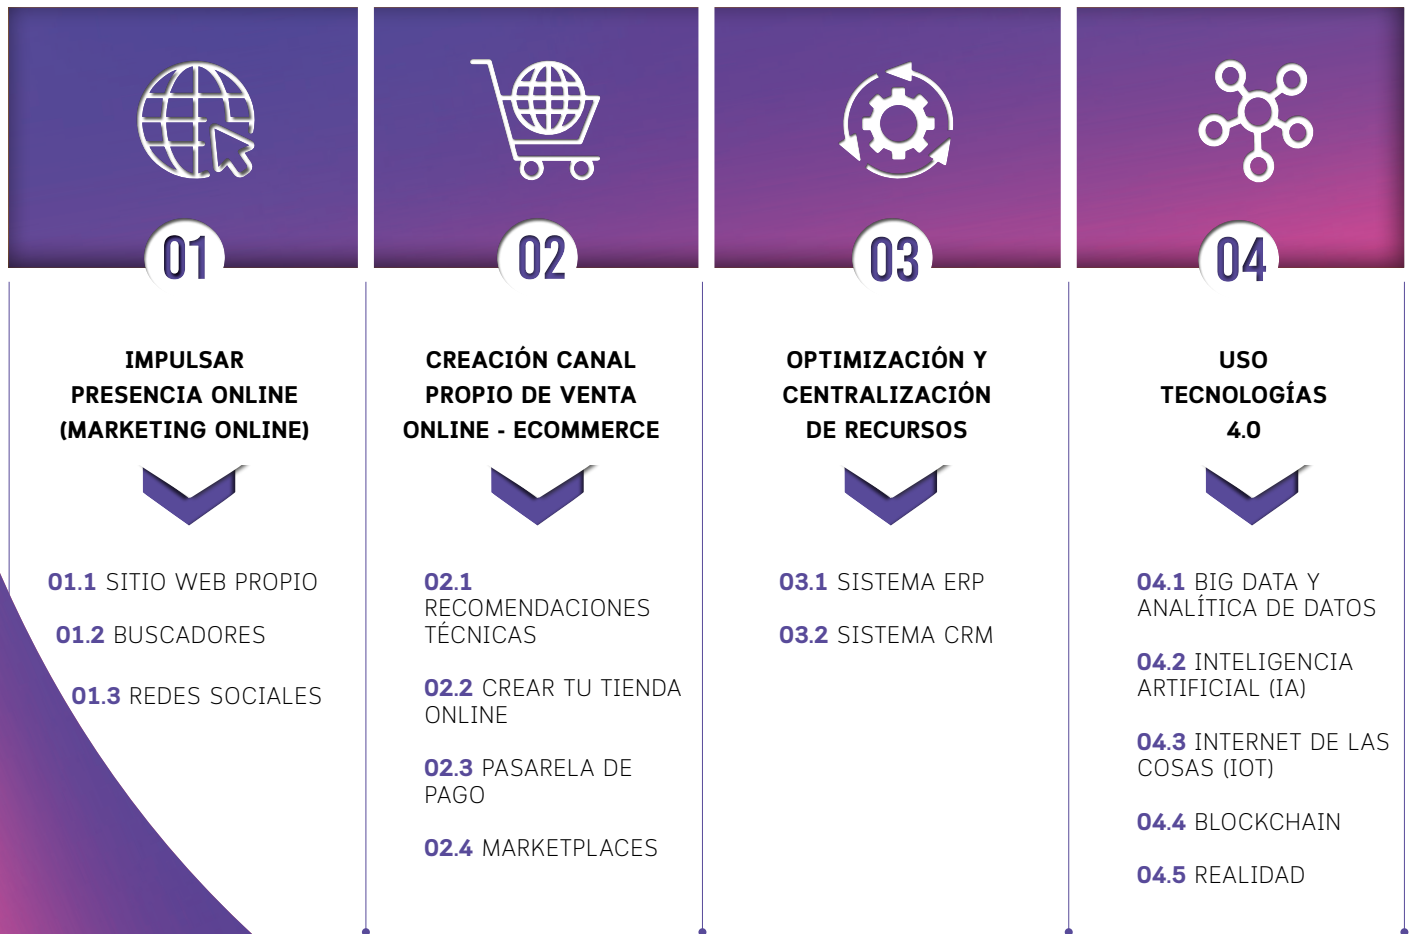 01
IMPULSAR
PRESENCIA ONLINE
(MARKETING ONLINE)
01.1 SITIO WEB PROPIO
01.2 BUSCADORES
01.3 REDES SOCIALES
02
CREACIÓN CANAL
PROPIO DE VENTA
ONLINE - ECOMMERCE
02.1
RECOMENDACIONES
TÉCNICAS
02.2 CREAR TU TIENDA
ONLINE
02.3 PASARELA DE
PAGO
02.4 MARKETPLACES
03
OPTIMIZACIÓN Y
CENTRALIZACIÓN
DE RECURSOS
03.1 SISTEMA ERP
03.2 SISTEMA CRM
04
USO
TECNOLOGÍAS
4.0
04.1 BIG DATA Y
ANALÍTICA DE DATOS
04.2 INTELIGENCIA
ARTIFICIAL (IA)
04.3 INTERNET DE LAS
COSAS (IOT)
04.4 BLOCKCHAIN
04.5 REALIDAD